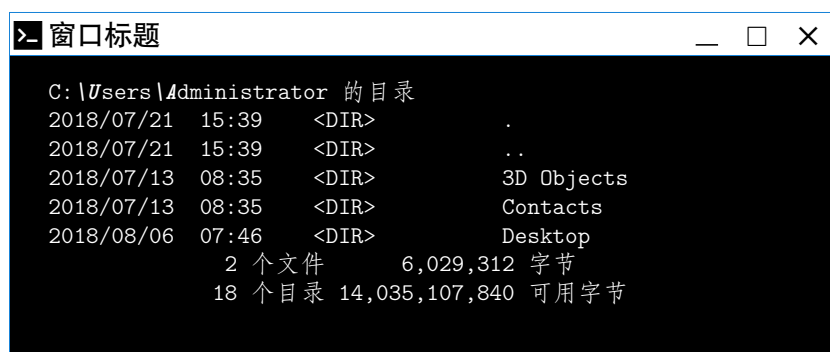 窗口标题
C:\Users\Administrator 的目录
2018/07/21  15:39    <DIR>          .
2018/07/21  15:39    <DIR>          ..
2018/07/13  08:35    <DIR>          3D Objects
2018/07/13  08:35    <DIR>          Contacts
2018/08/06  07:46    <DIR>          Desktop
2 个文件      6,029,312 字节
18 个目录 14,035,107,840 可用字节